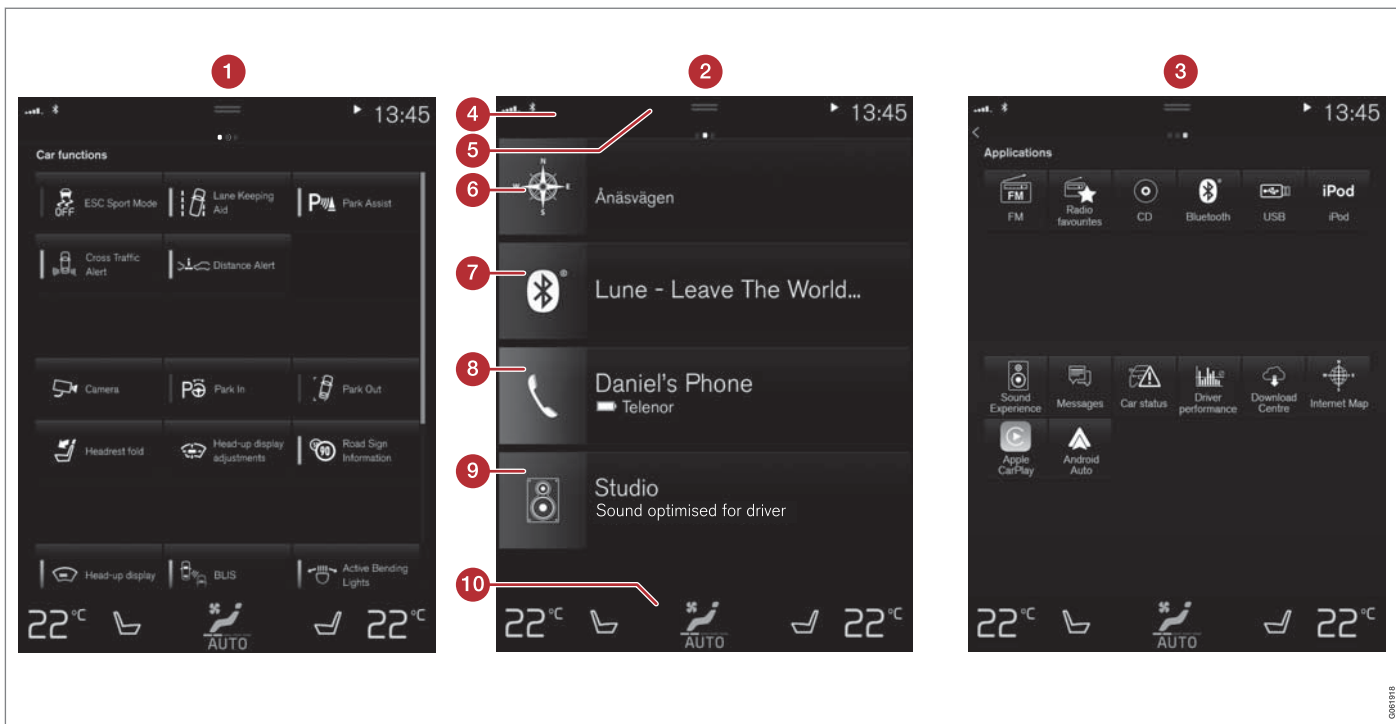 1
13:45
Car functions
OFF
ESC Sport Mode
Lane Keeping
Aid
P
Park Assist
Cross Traffic
Alert
Distance Alert
Camera
P
Park In
Park Out
Headrest fold
Head-up display
adjustments
90
Road Sign
Information
Head-up display
BLIS
Active Bending
Lights
22°C
AUTO
22°C
2
4
13:45
5
6
N
W
E
S
Ånäsvägen
7
Lune - Leave The World...
8
Daniel's Phone
Telenor
9
Studio
Sound optimised for driver
10
22°C
AUTO
22°C
3
13:45
Applications
FM
FM
Radio
favourites
CD
Bluetooth
USB
iPod
iPod
Sound
Experience
Messages
Car status
Driver
performance
Download
Centre
Internet Map
Apple
CarPlay
Android
Auto
22°C
AUTO
22°C
G061918